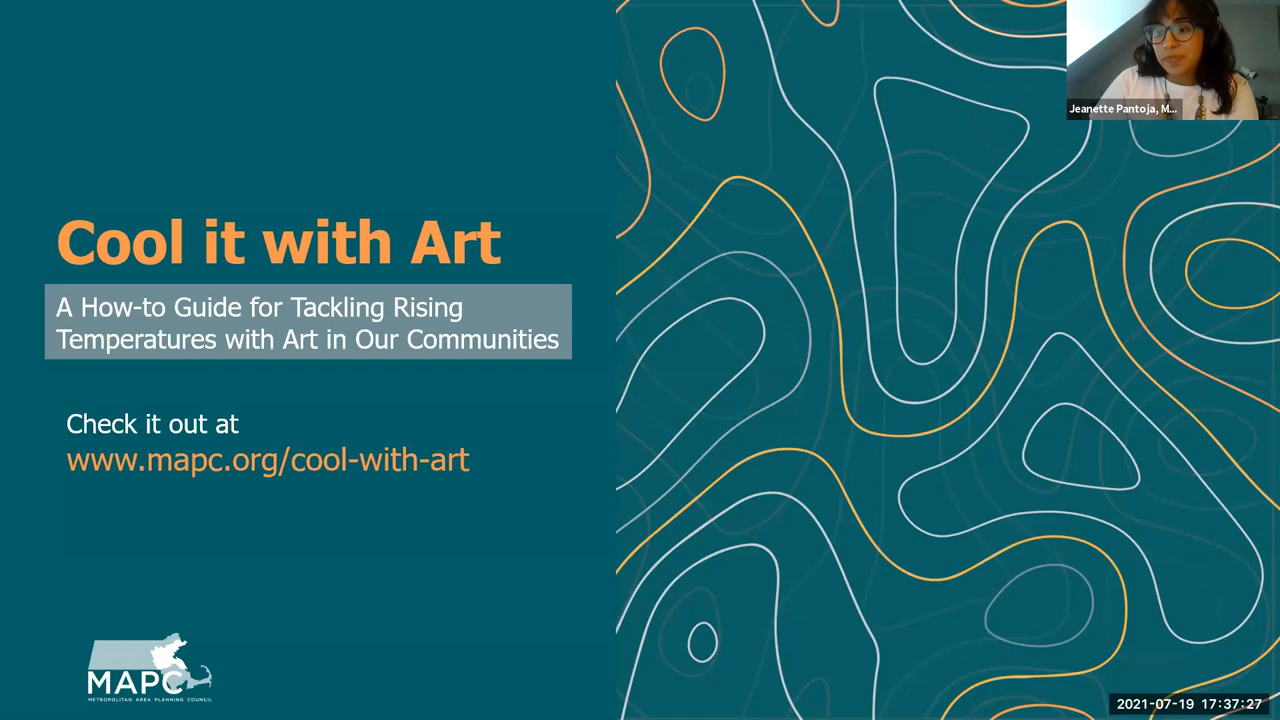 Jeanette Pantoja, M...
Cool it with Art
A How-to Guide for Tackling Rising
Temperatures with Art in Our Communities
Check it out at
www.mapc.org/cool-with-art
MAPC
METROPOLITAN AREA PLANNING COUNCIL
2021-07-19 17:37:27